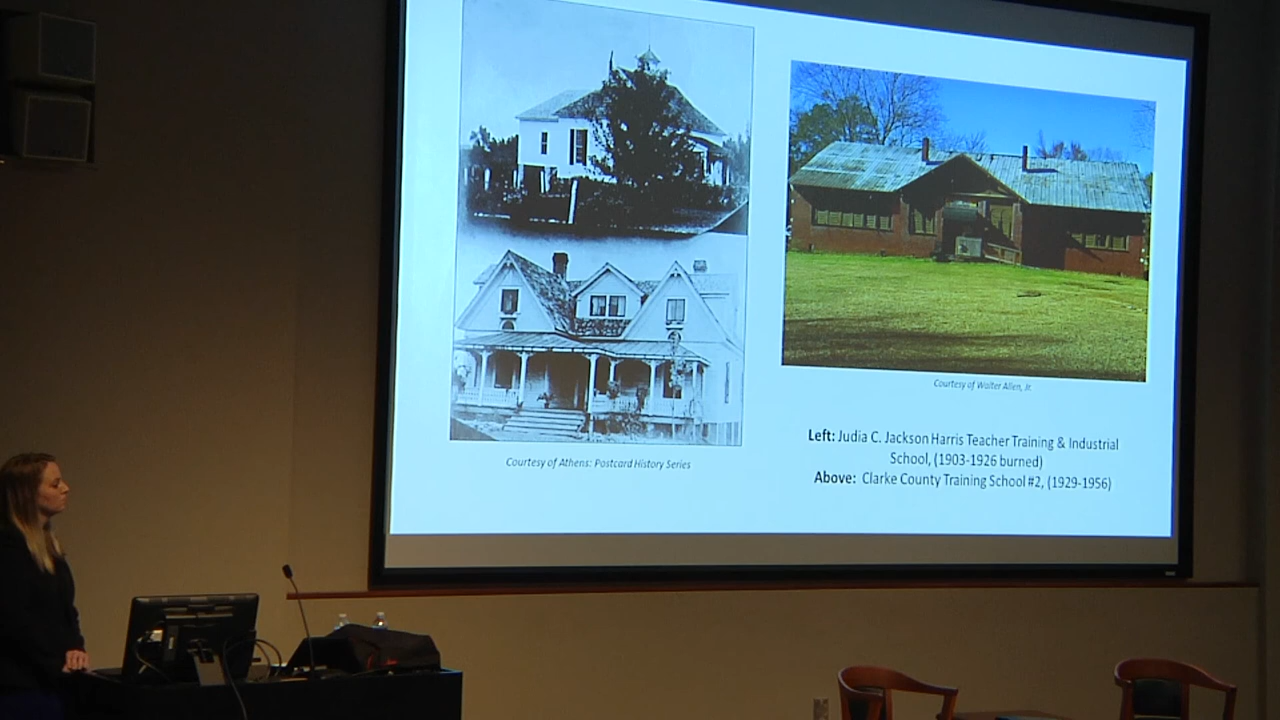 Courtesy of Athens: Postcard History Series
Courtesy of Walter Allen, Jr.
Left: Judia C. Jackson Harris Teacher Training & Industrial
School, (1903-1926 burned)
Above: Clarke County Training School #2, (1929-1956)